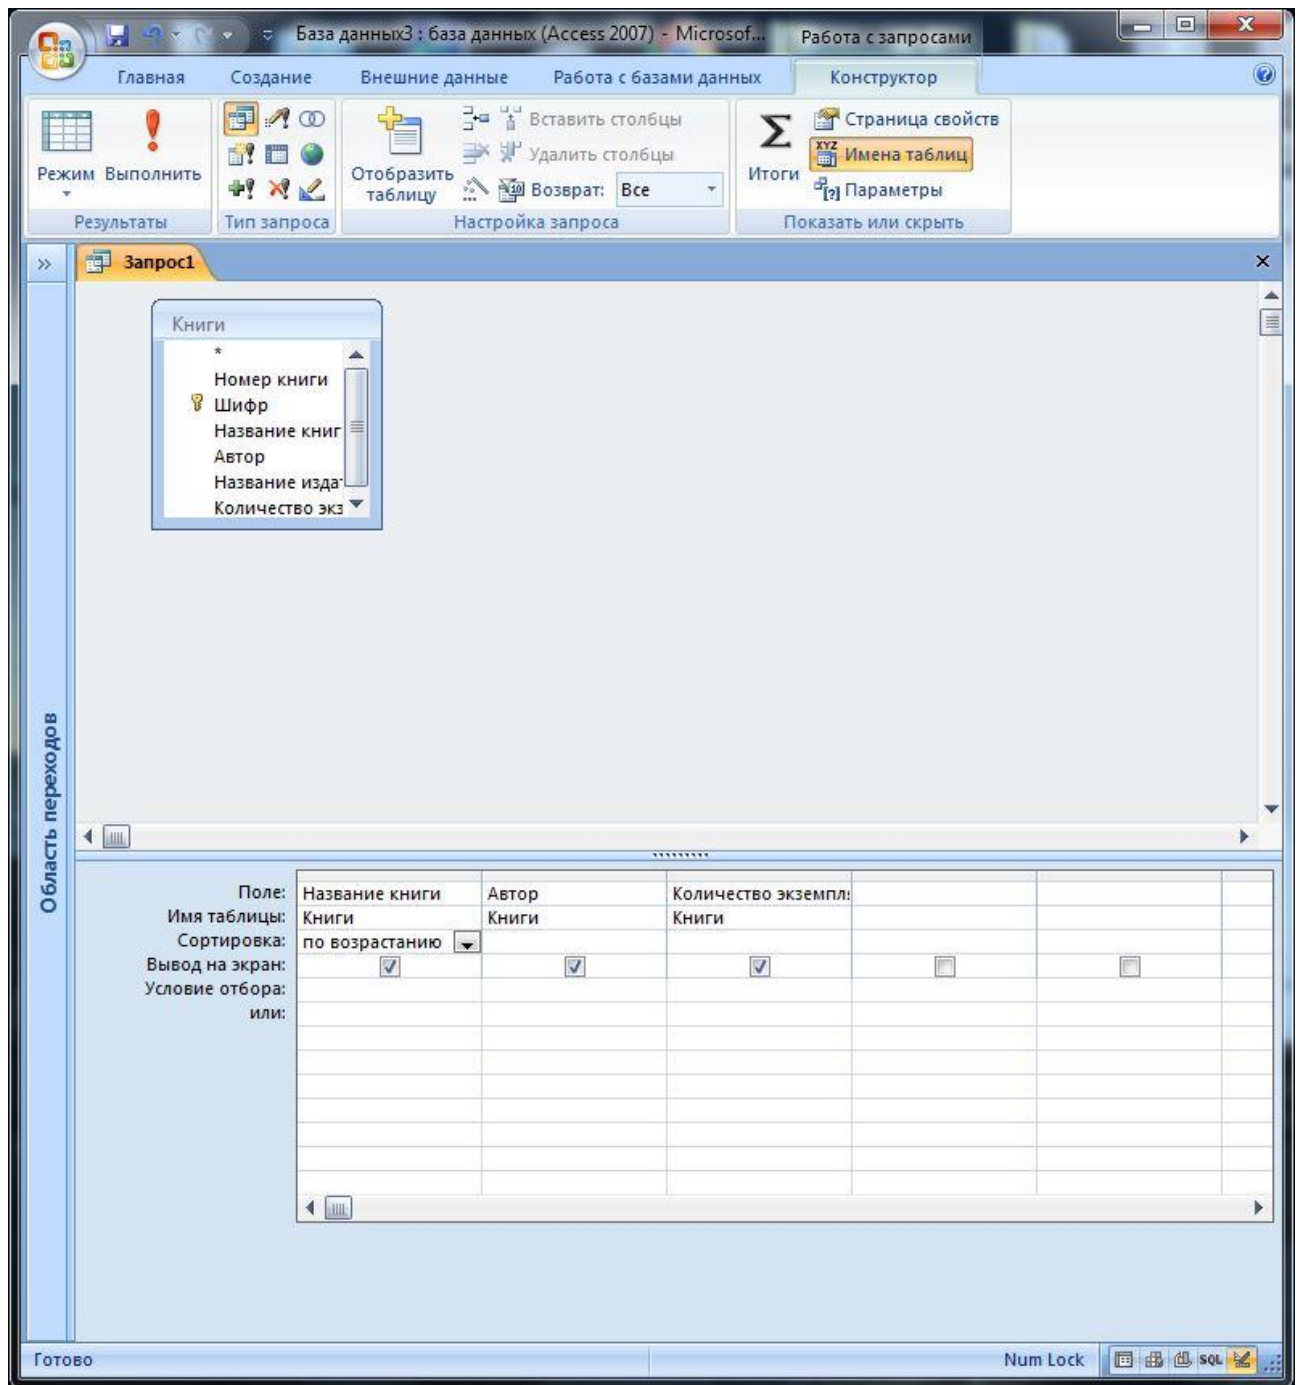 База данных3 : база данных (Access 2007) - Microsof... Работа с запросами
Главная Создание Внешние данные Работа с базами данных Конструктор
Режим Выполнить Отобразить таблицу Вставить столбцы Удалить столбцы Возврат: Все Итоги Страница свойств Имена таблиц Параметры
Результаты Тип запроса Настройка запроса Показать или скрыть
Запрос1
Книги
*
Номер книги
Шифр
Название книг
Автор
Название изда
Количество экз
Область переходов
Поле: Название книги Автор Количество экземпля
Имя таблицы: Книги Книги Книги
Сортировка: по возрастанию
Вывод на экран:
Условие отбора:
или:
Готово Num Lock SQL